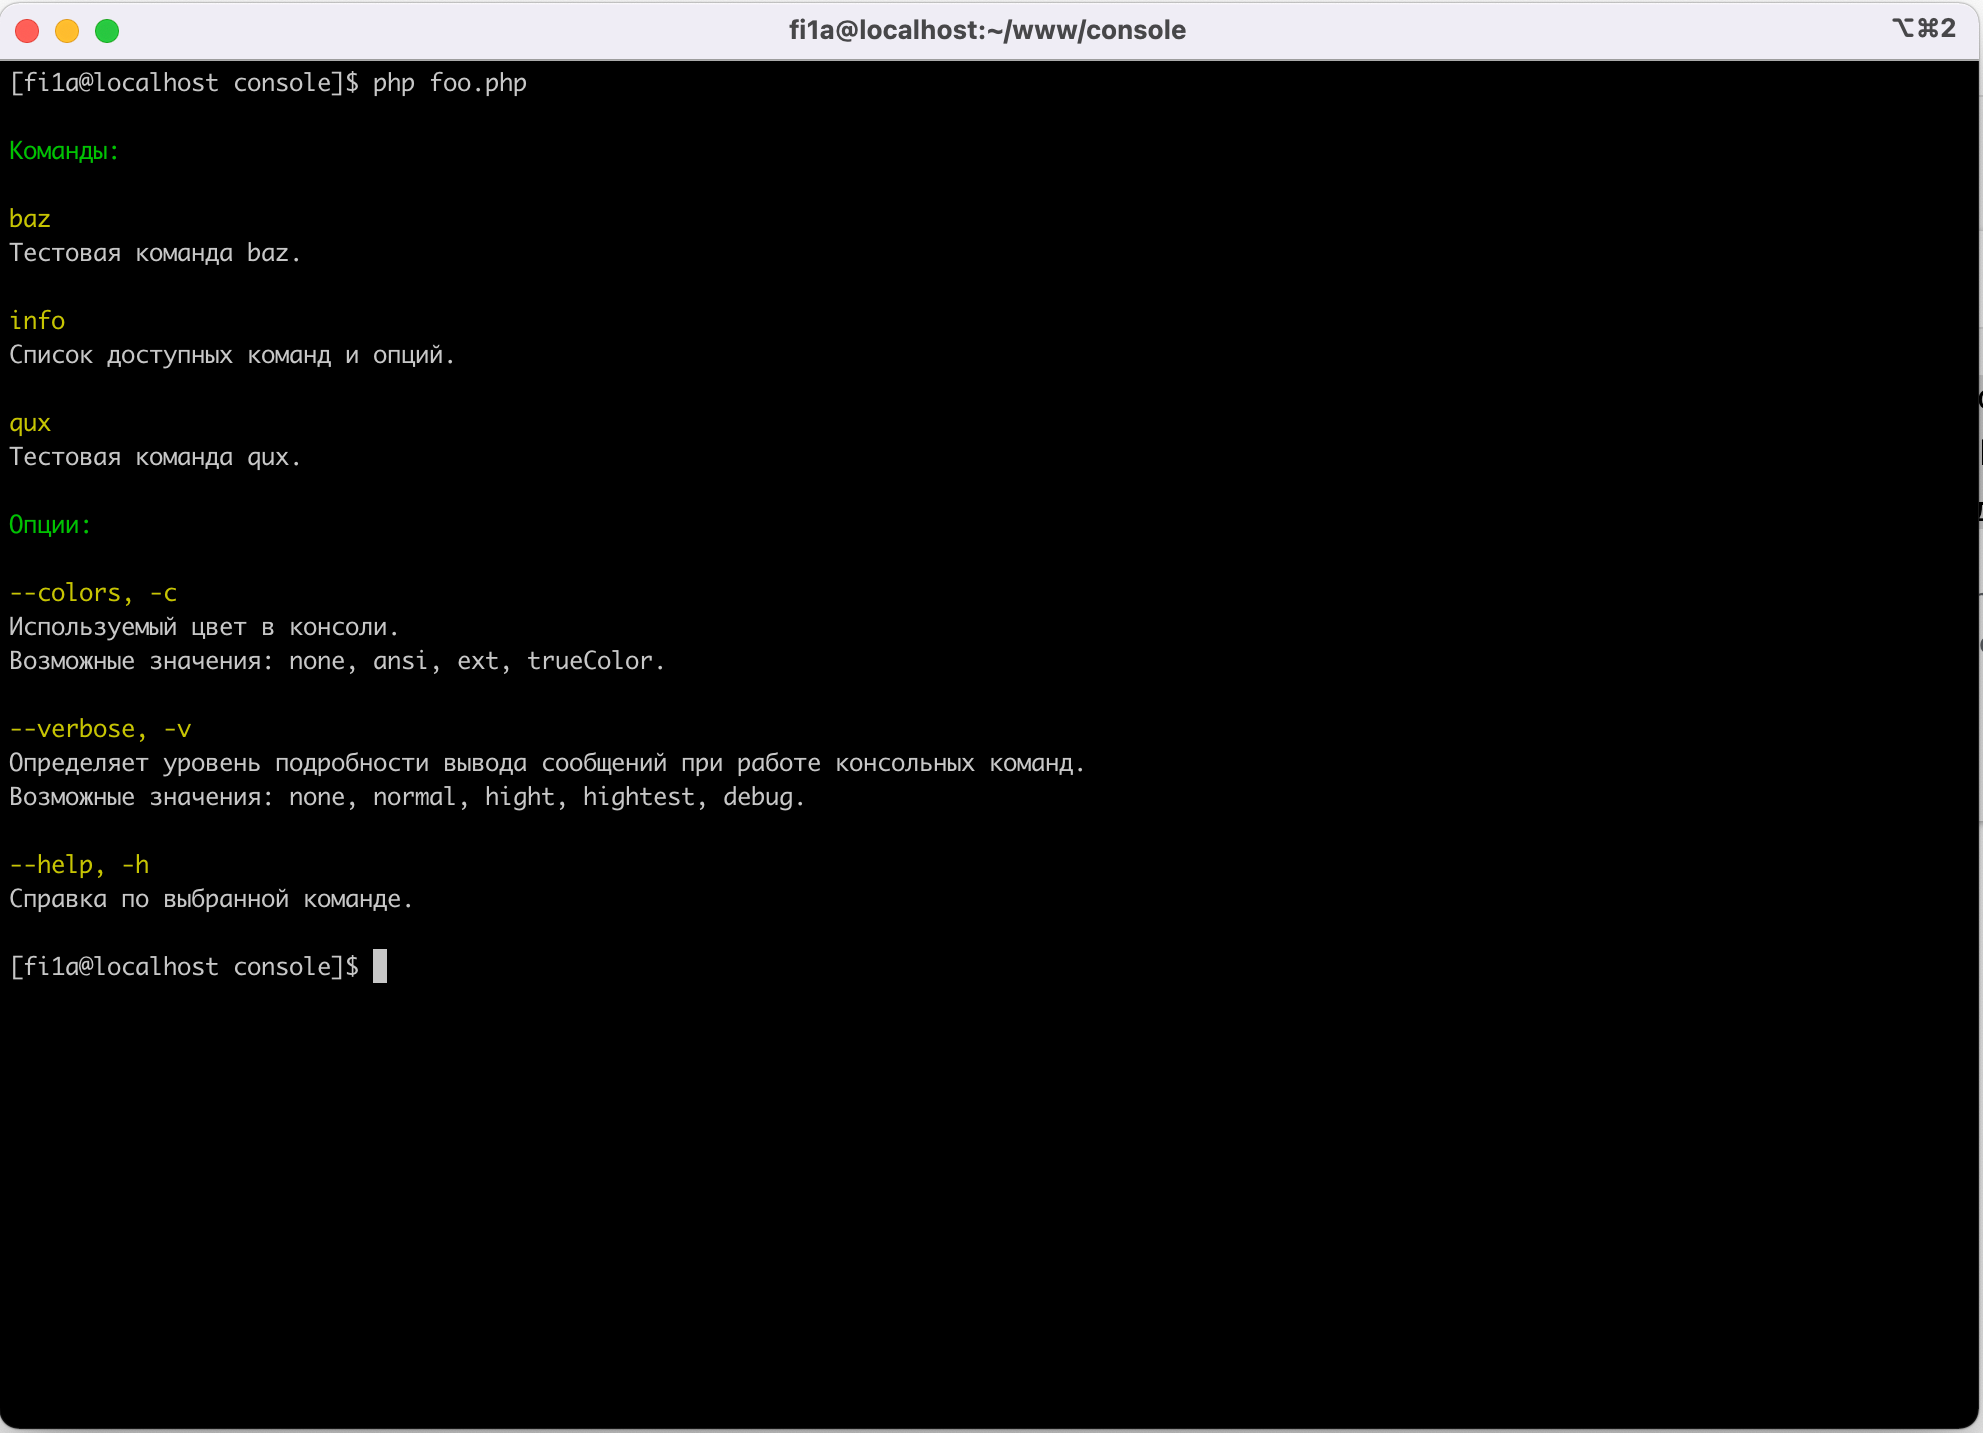 fi1a@localhost:~/www/console
⌥⌘2
[fi1a@localhost console]$ php foo.php
Команды:
baz
Тестовая команда baz.
info
Список доступных команд и опций.
qux
Тестовая команда qux.
Опции:
--colors, -c
Используемый цвет в консоли.
Возможные значения: none, ansi, ext, trueColor.
--verbose, -v
Определяет уровень подробности вывода сообщений при работе консольных команд.
Возможные значения: none, normal, hight, hightest, debug.
--help, -h
Справка по выбранной команде.
[fi1a@localhost console]$